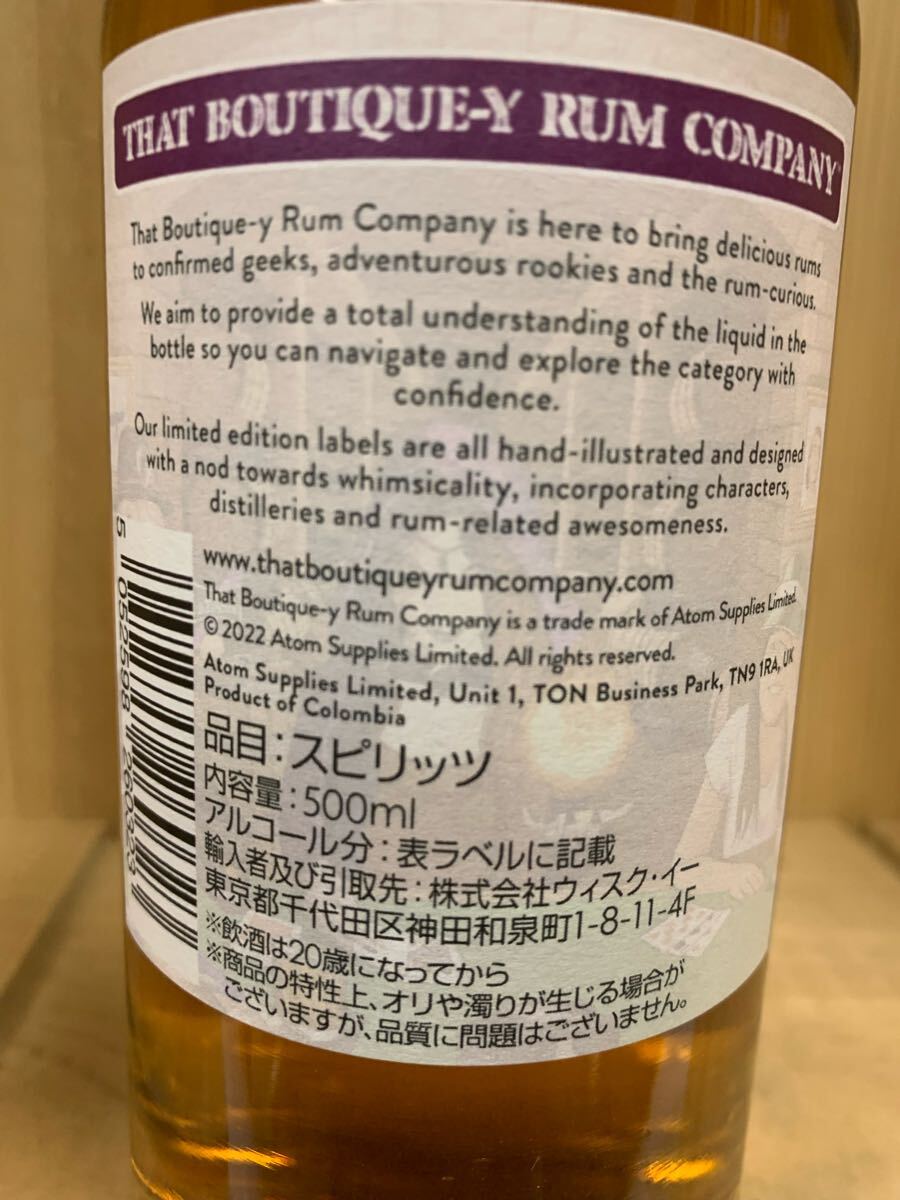 THAT BOUTIQUE-Y RUM COMPANY™
That Boutique-y Rum Company is here to bring delicious rums
to confirmed geeks, adventurous rookies and the rum-curious.
We aim to provide a total understanding of the liquid in the
bottle so you can navigate and explore the category with
confidence.
Our limited edition labels are all hand-illustrated and designed
with a nod towards whimsicality, incorporating characters,
distilleries and rum-related awesomeness.
www.thatboutiqueyrumcompany.com
That Boutique-y Rum Company is a trade mark of Atom Supplies Limited.
© 2022 Atom Supplies Limited. All rights reserved.
Atom Supplies Limited, Unit 1, TON Business Park, TN9 1RA, UK
Product of Colombia
5 052598 260323
品目：スピリッツ
内容量：500ml
アルコール分：表ラベルに記載
輸入者及び引取先：株式会社ウィスク・イー
東京都千代田区神田和泉町1-8-11-4F
※飲酒は20歳になってから
※商品の特性上、オリや濁りが生じる場合が
ございますが、品質に問題はございません。